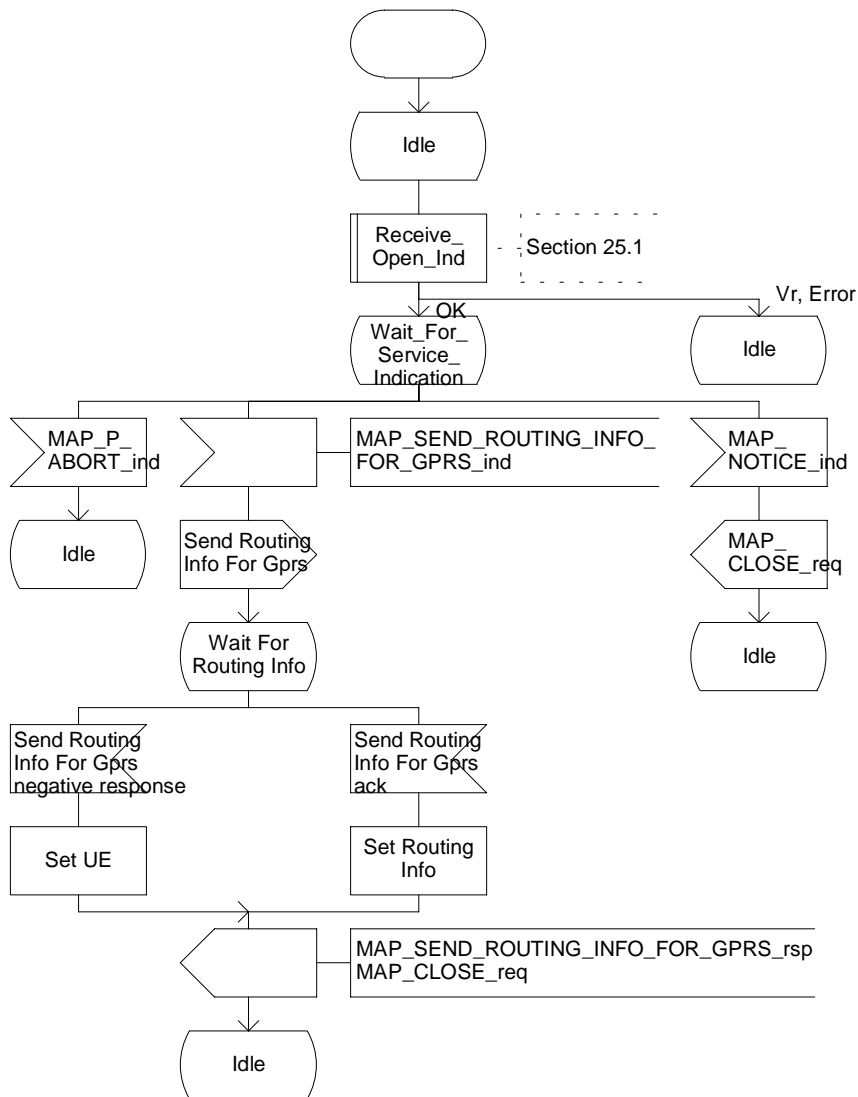 Idle
Receive_
Open_Ind
Section 25.1
Vr, Error
OK
Wait_For_
Service_
Indication
Idle
MAP_P_
ABORT_ind
MAP_SEND_ROUTING_INFO_
FOR_GPRS_ind
MAP_
NOTICE_ind
Idle
Send Routing
Info For Gprs
MAP_
CLOSE_req
Wait For
Routing Info
Idle
Send Routing
Info For Gprs
negative response
Send Routing
Info For Gprs
ack
Set UE
Set Routing
Info
MAP_SEND_ROUTING_INFO_FOR_GPRS_rsp
MAP_CLOSE_req
Idle